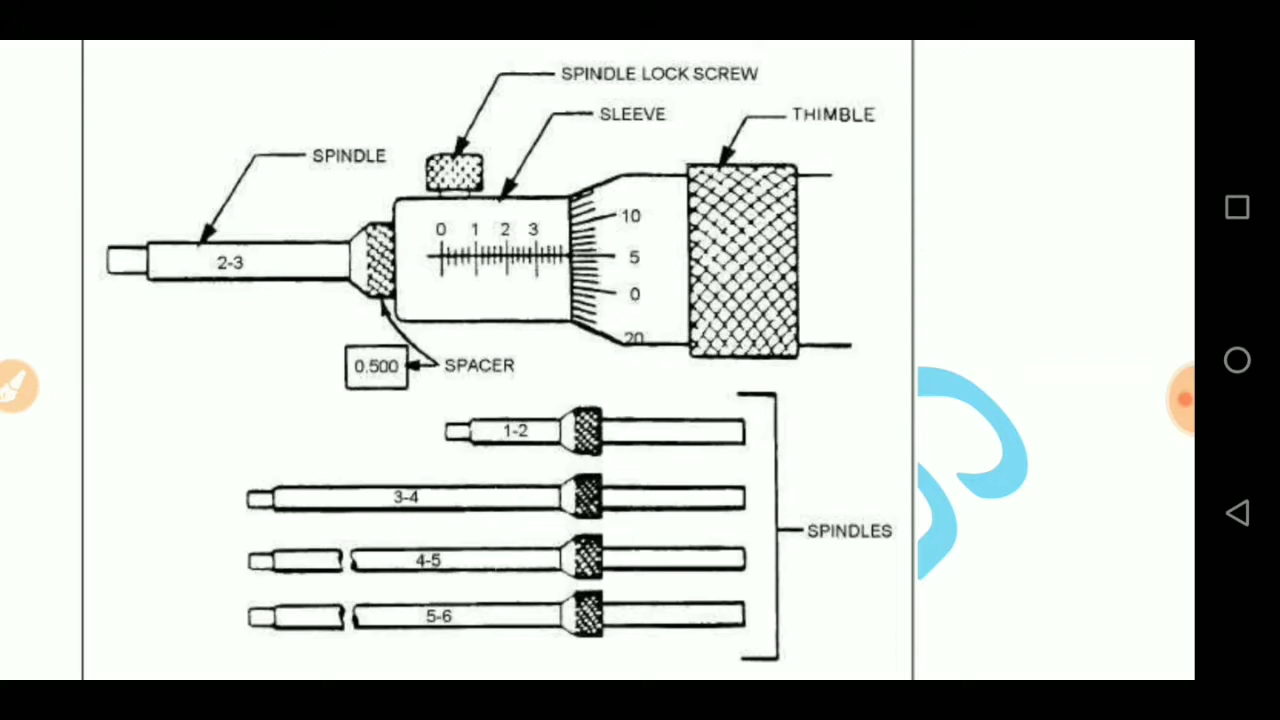 SPINDLE LOCK SCREW
SLEEVE
THIMBLE
SPINDLE
10
0 1 2 3
5
2-3
0
20
0.500
SPACER
1-2
3-4
SPINDLES
4-5
5-6